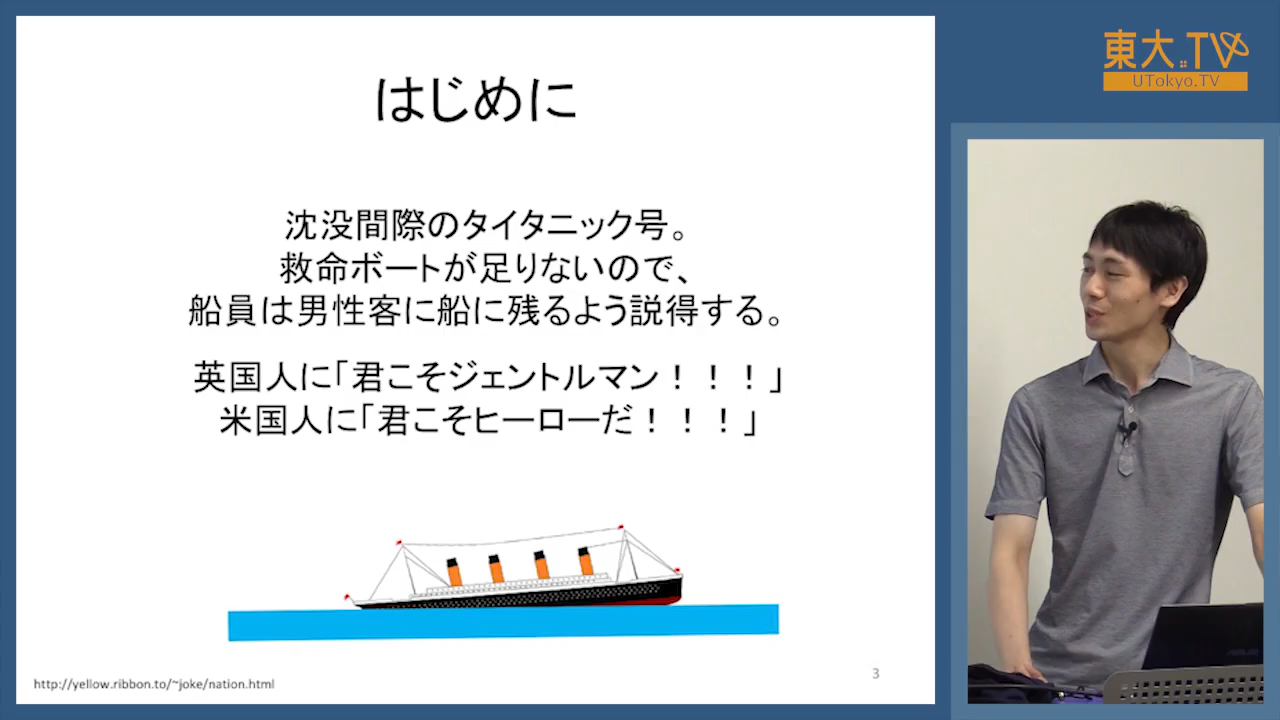 はじめに
沈没間際のタイタニック号。
救命ボートが足りないので、
船員は男性客に船に残るよう説得する。
英国人に「君こそジェントルマン！！！」
米国人に「君こそヒーローだ！！！」
http://yellow.ribbon.to/~joke/nation.html
3
東大.TV
UTokyo.TV
ASUS